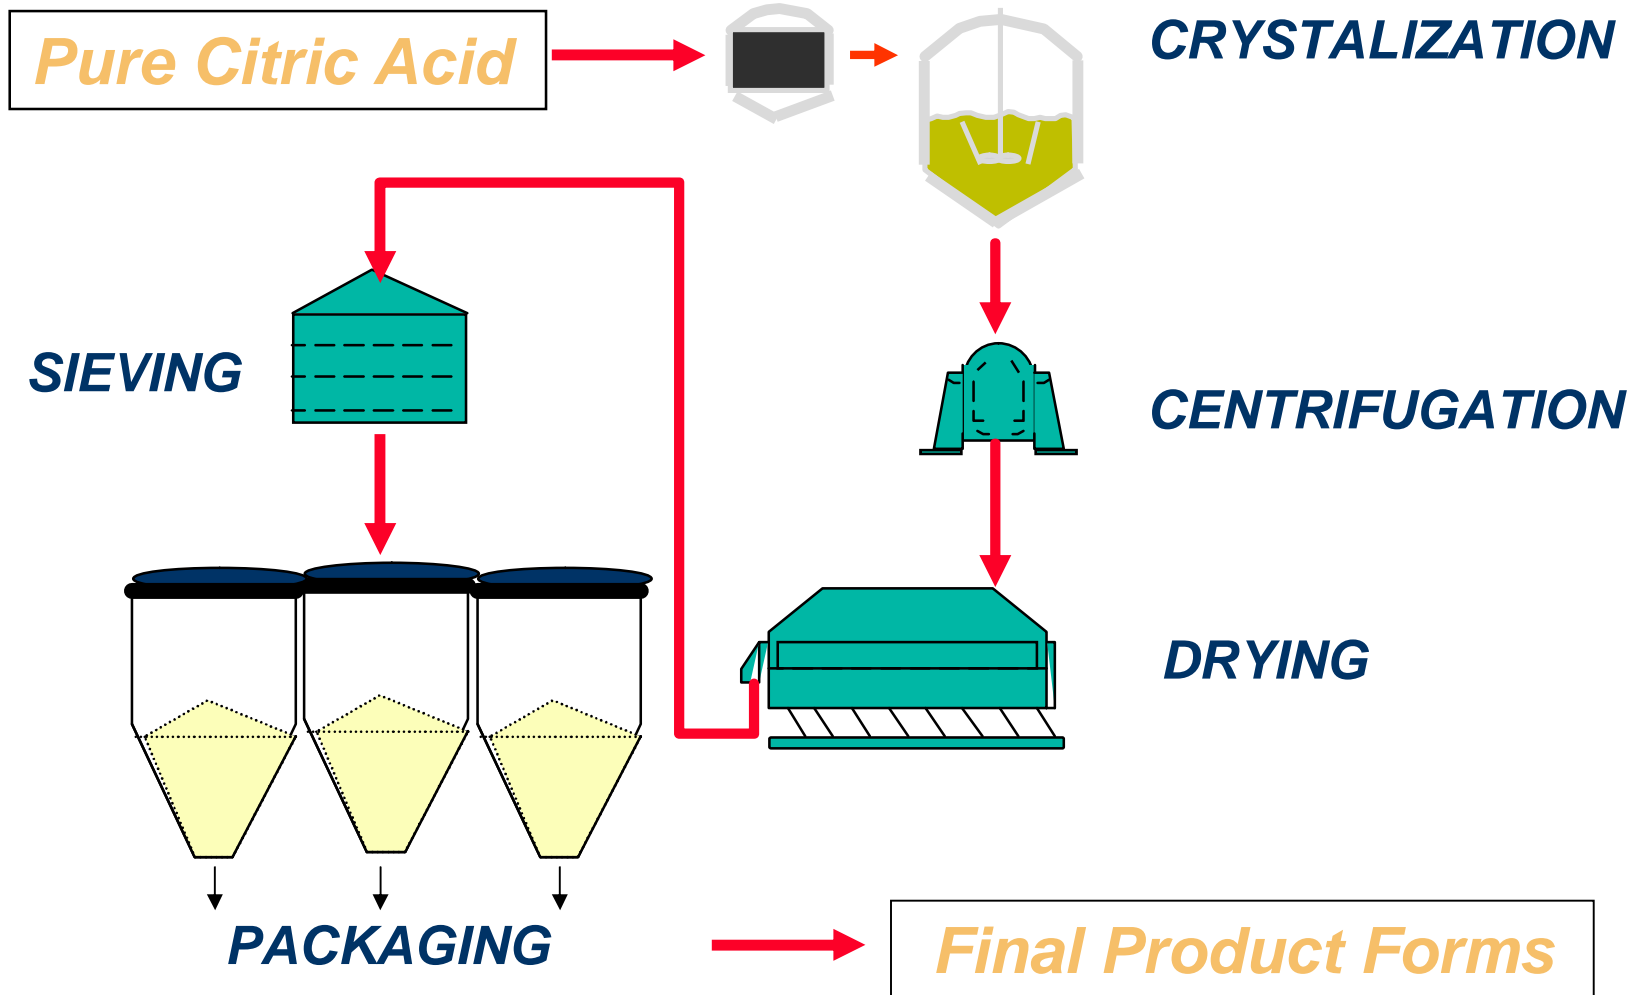 Pure Citric Acid
CRYSTALIZATION
SIEVING
CENTRIFUGATION
DRYING
PACKAGING
Final Product Forms